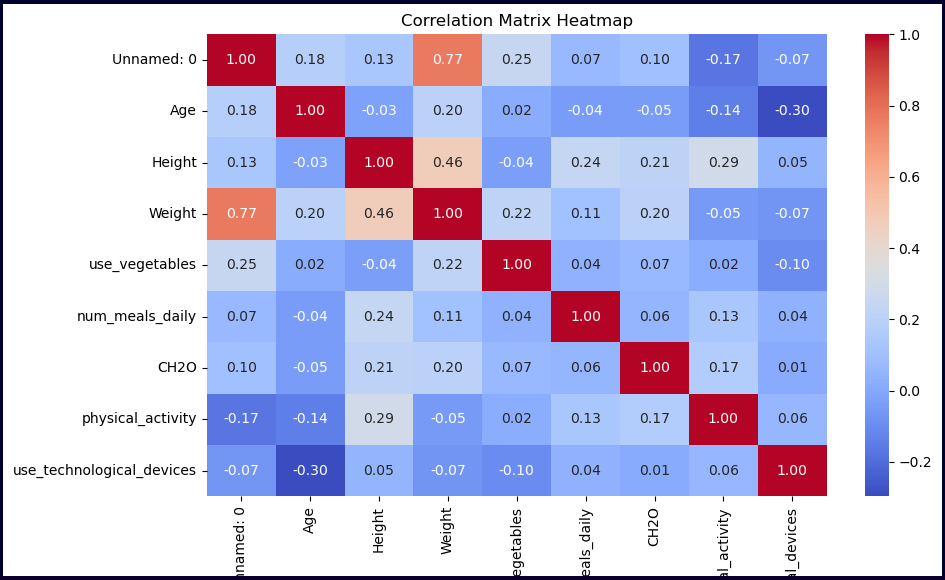 Correlation Matrix Heatmap
Unnamed: 0 1.00 0.18 0.13 0.77 0.25 0.07 0.10 -0.17 -0.07
Age 0.18 1.00 -0.03 0.20 0.02 -0.04 -0.05 -0.14 -0.30
Height 0.13 -0.03 1.00 0.46 -0.04 0.24 0.21 0.29 0.05
Weight 0.77 0.20 0.46 1.00 0.22 0.11 0.20 -0.05 -0.07
use_vegetables 0.25 0.02 -0.04 0.22 1.00 0.04 0.07 0.02 -0.10
num_meals_daily 0.07 -0.04 0.24 0.11 0.04 1.00 0.06 0.13 0.04
CH2O 0.10 -0.05 0.21 0.20 0.07 0.06 1.00 0.17 0.01
physical_activity -0.17 -0.14 0.29 -0.05 0.02 0.13 0.17 1.00 0.06
use_technological_devices -0.07 -0.30 0.05 -0.07 -0.10 0.04 0.01 0.06 1.00
nnamed: 0
Age
Height
Weight
egetables
eals_daily
CH2O
al_activity
al_devices
1.0
0.8
0.6
0.4
0.2
0.0
−0.2